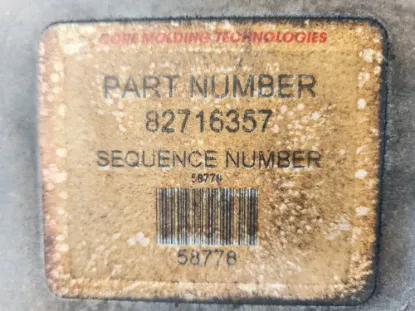 CORE MOLDING TECHNOLOGIES
PART NUMBER
82716357
SEQUENCE NUMBER
58778
58778